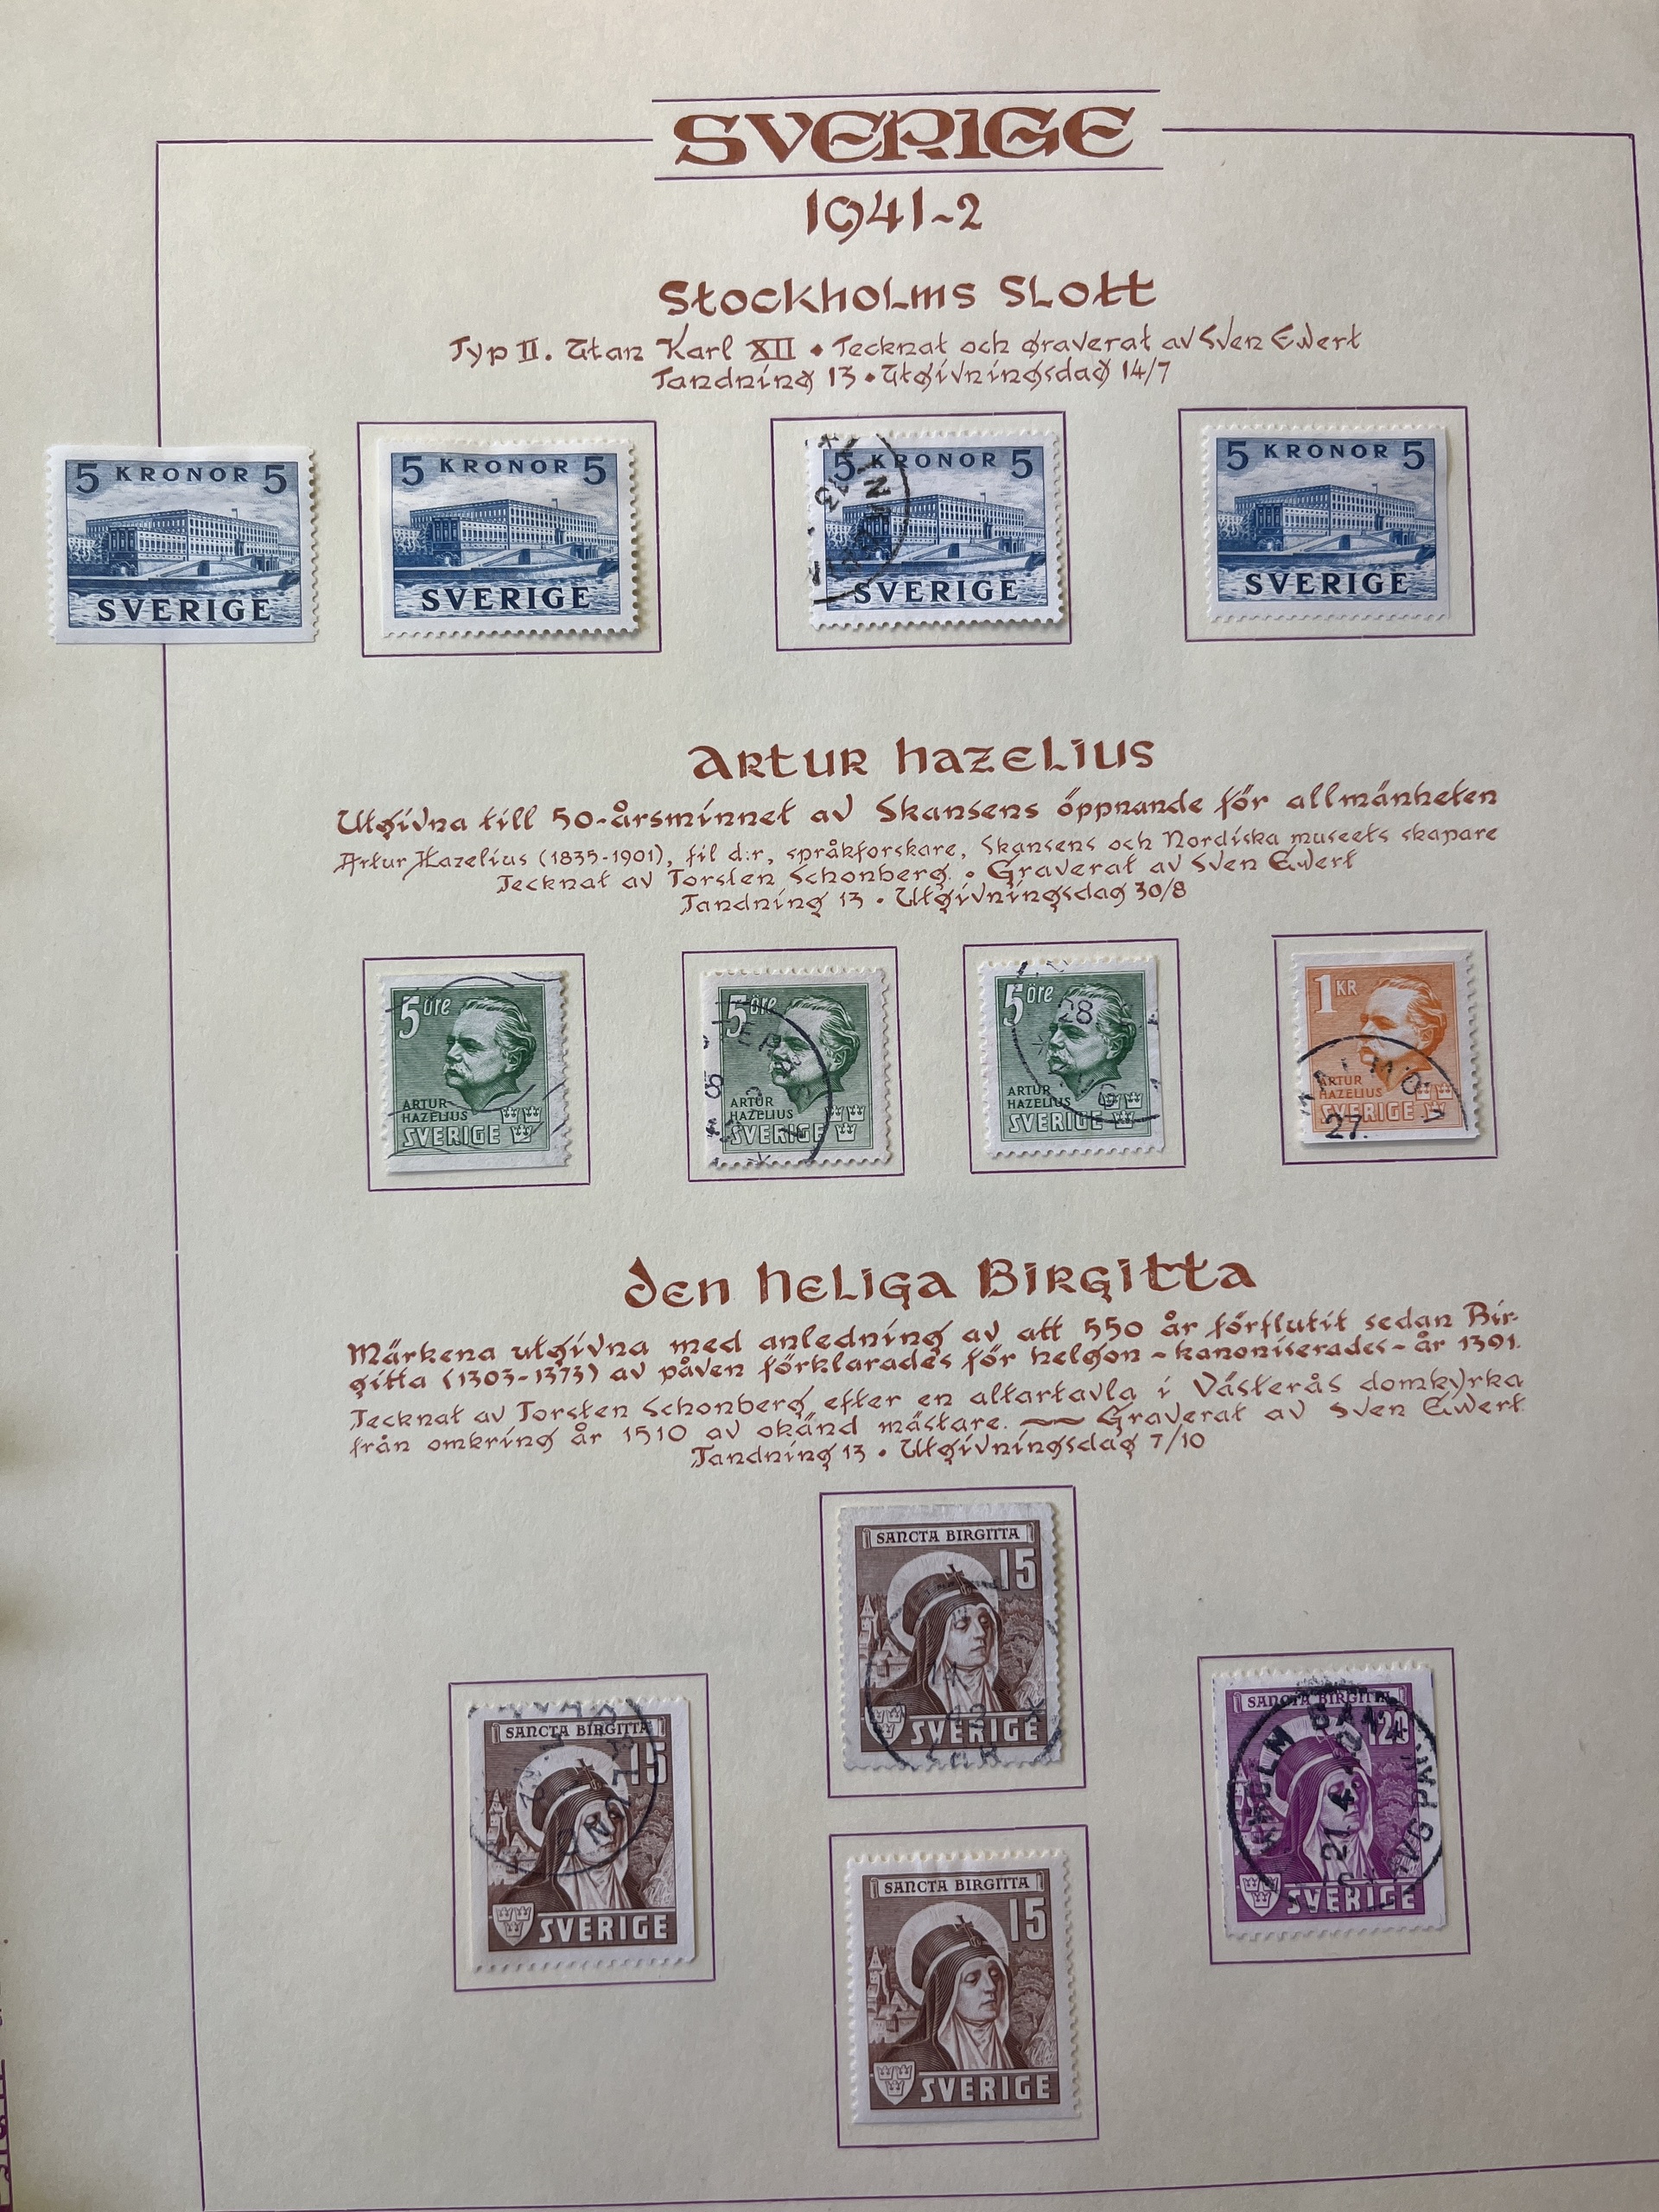 SVERIGE
1941-2
Stockholms Slott
Typ II. Utan Karl XII • Tecknat och graverat av Sven Ewert
Tandning 13 • Utgivningsdag 14/7
5 KRONOR 5
SVERIGE
5 KRONOR 5
SVERIGE
5 KRONOR 5
SVERIGE
5 KRONOR 5
SVERIGE
Artur Hazelius
Utgivna till 50-årsminnet av Skansens öppnande för allmänheten
Artur Hazelius (1835-1901), fil d:r, språkforskare, Skansens och Nordiska museets skapare
Tecknat av Torsten Schonberg. • Graverat av Sven Ewert
Tandning 13 • Utgivningsdag 30/8
5 öre
ARTUR
HAZELIUS
SVERIGE
5 öre
ARTUR
HAZELIUS
SVERIGE
5 öre
28
ARTUR
HAZELIUS
SVERIGE
1 KR
ARTUR
HAZELIUS
SVERIGE
27.
den heliga Birgitta
Märkena utgivna med anledning av att 550 år förflutit sedan Bir-
gitta (1303-1373) av påven förklarades för helgon - kanoniserades - år 1391.
Tecknat av Torsten Schonberg efter en altartavla i Västerås domkyrka
från omkring år 1510 av okänd mästare. ~~ Graverat av Sven Ewert
Tandning 13 • Utgivningsdag 7/10
SANCTA BIRGITTA
15
SVERIGE
SANCTA BIRGITTA
15
SVERIGE
SANCTA BIRGITTA
120
21.4
SVERIGE
SANCTA BIRGITTA
15
SVERIGE